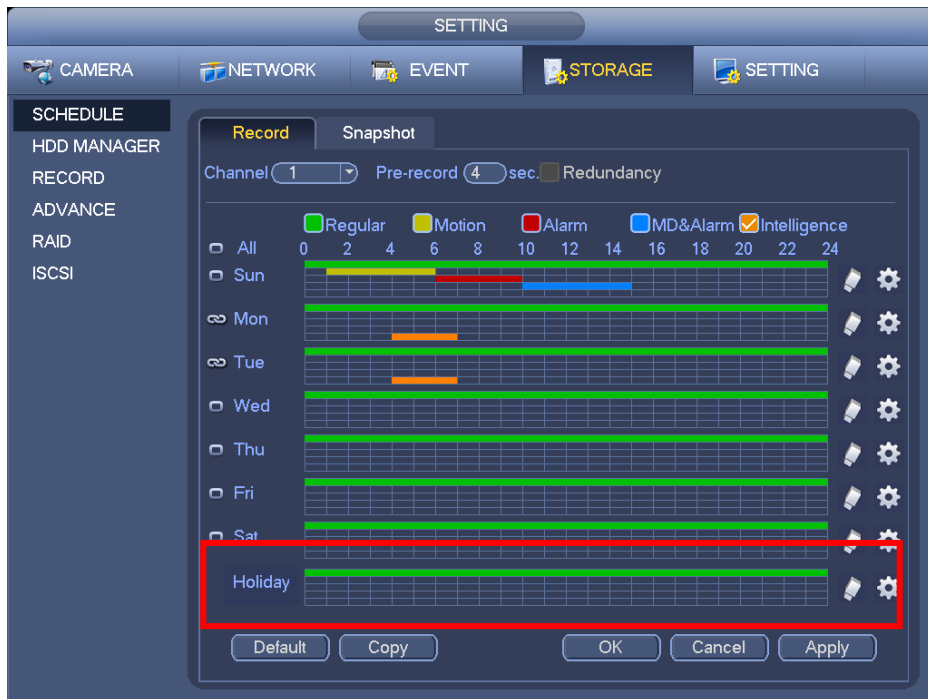 SETTING
CAMERA NETWORK EVENT STORAGE SETTING
SCHEDULE
HDD MANAGER
RECORD
ADVANCE
RAID
ISCSI
Record Snapshot
Channel 1 Pre-record 4 sec. Redundancy
Regular Motion Alarm MD&Alarm Intelligence
All 0 2 4 6 8 10 12 14 16 18 20 22 24
Sun
Mon
Tue
Wed
Thu
Fri
Sat
Holiday
Default Copy OK Cancel Apply